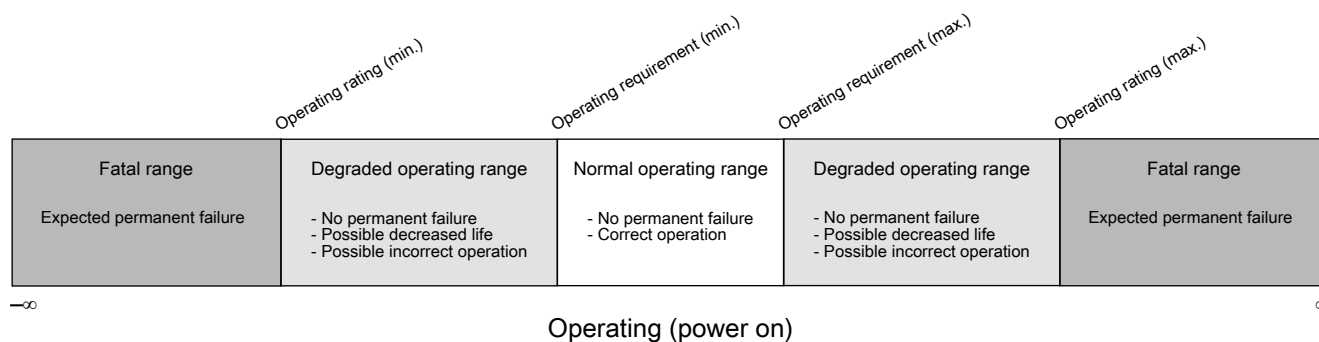 Operating rating (min.)
Operating requirement (min.)
Operating requirement (max.)
Operating rating (max.)
Fatal range
Expected permanent failure
Degraded operating range
- No permanent failure
- Possible decreased life
- Possible incorrect operation
Normal operating range
- No permanent failure
- Correct operation
Degraded operating range
- No permanent failure
- Possible decreased life
- Possible incorrect operation
Fatal range
Expected permanent failure
–∞
Operating (power on)